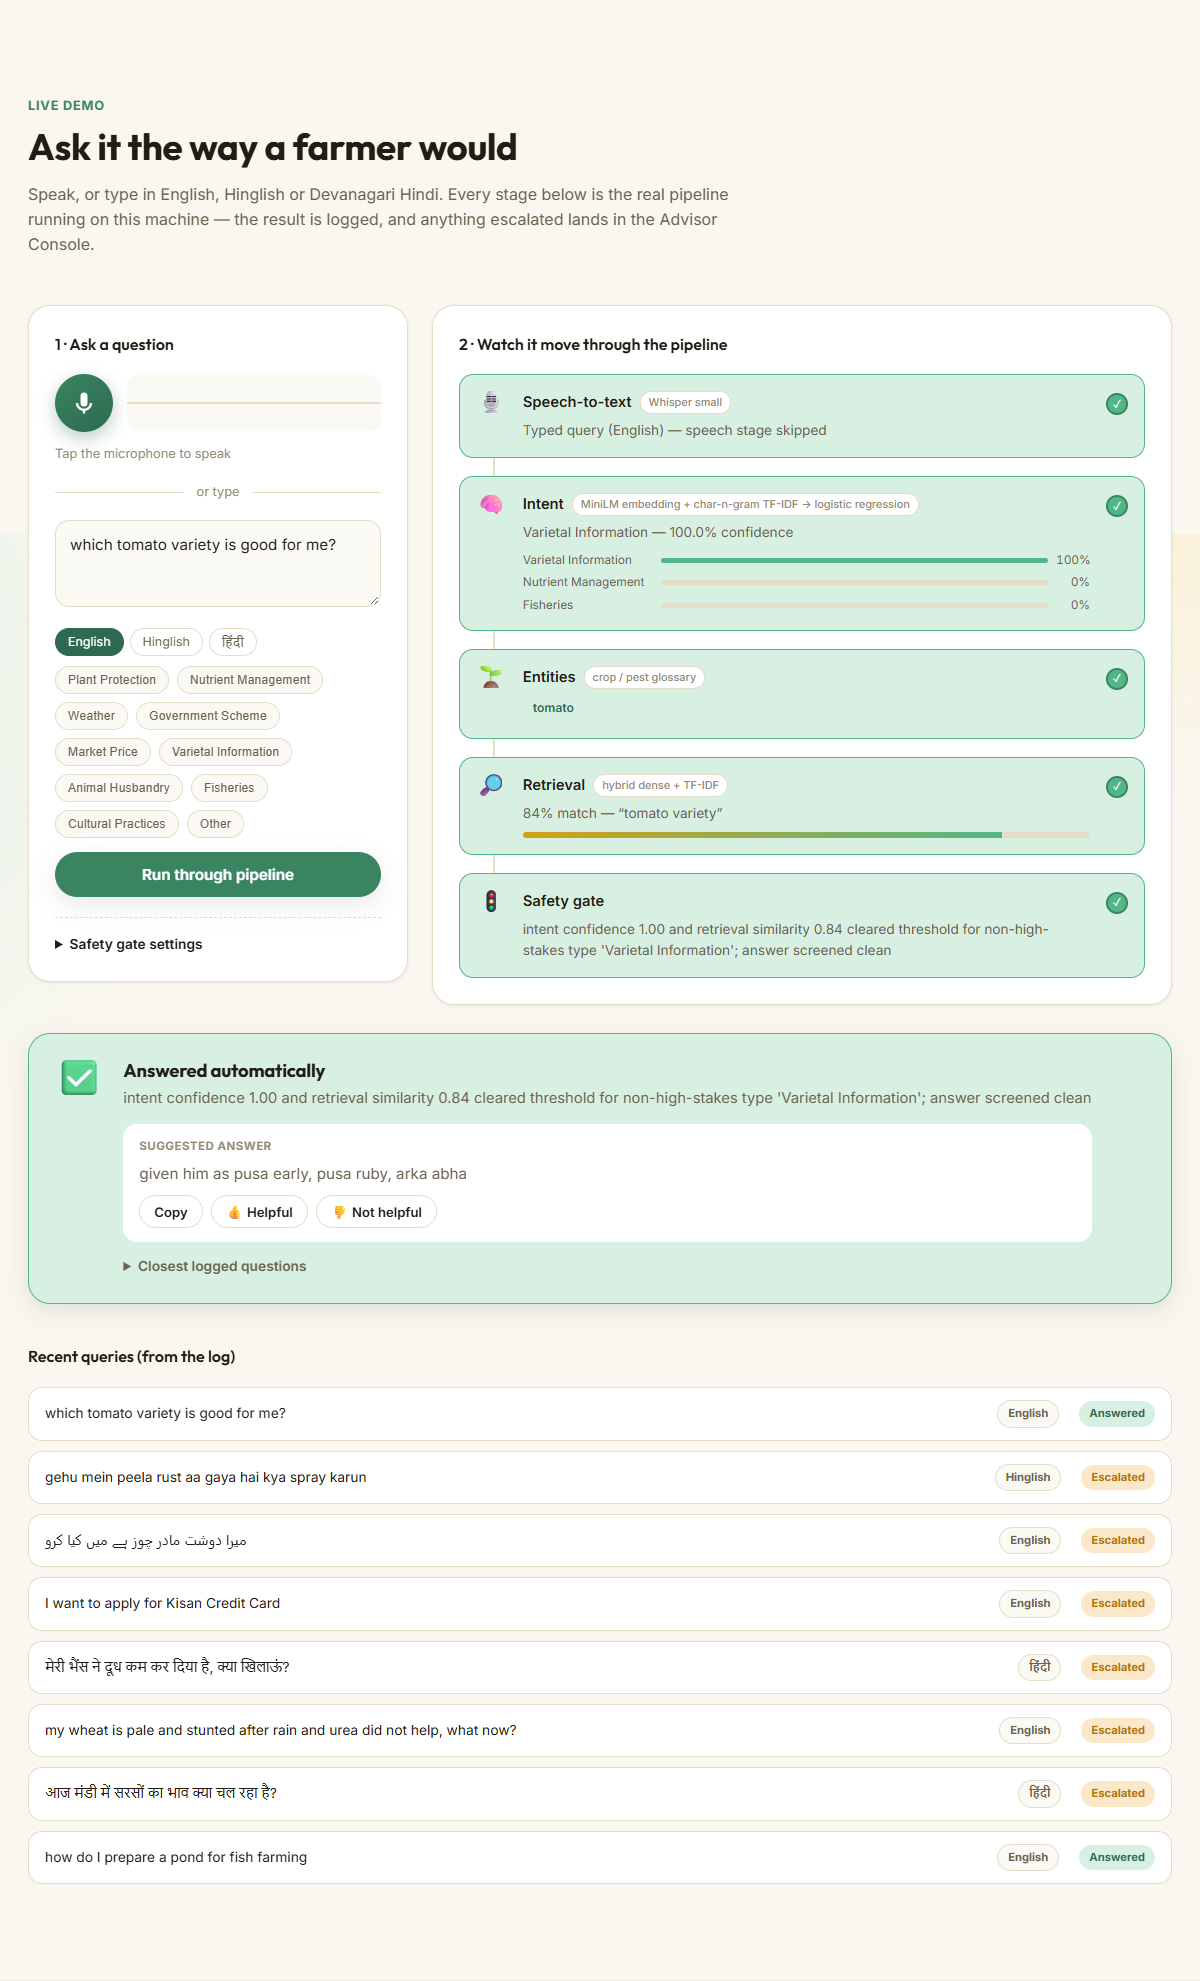 LIVE DEMO
Ask it the way a farmer would
Speak, or type in English, Hinglish or Devanagari Hindi. Every stage below is the real pipeline
running on this machine — the result is logged, and anything escalated lands in the Advisor
Console.
1 · Ask a question
Tap the microphone to speak
or type
which tomato variety is good for me?
English Hinglish हिंदी
Plant Protection Nutrient Management
Weather Government Scheme
Market Price Varietal Information
Animal Husbandry Fisheries
Cultural Practices Other
Run through pipeline
▶ Safety gate settings
2 · Watch it move through the pipeline
Speech-to-text Whisper small
Typed query (English) — speech stage skipped
Intent MiniLM embedding + char-n-gram TF-IDF → logistic regression
Varietal Information — 100.0% confidence
Varietal Information 100%
Nutrient Management 0%
Fisheries 0%
Entities crop / pest glossary
tomato
Retrieval hybrid dense + TF-IDF
84% match — “tomato variety”
Safety gate
intent confidence 1.00 and retrieval similarity 0.84 cleared threshold for non-high-
stakes type 'Varietal Information'; answer screened clean
Answered automatically
intent confidence 1.00 and retrieval similarity 0.84 cleared threshold for non-high-stakes type 'Varietal Information'; answer screened clean
SUGGESTED ANSWER
given him as pusa early, pusa ruby, arka abha
Copy 👍 Helpful 👎 Not helpful
▶ Closest logged questions
Recent queries (from the log)
which tomato variety is good for me? English Answered
gehu mein peela rust aa gaya hai kya spray karun Hinglish Escalated
میرا دوشت مادر چوز ہے میں کیا کرو English Escalated
I want to apply for Kisan Credit Card English Escalated
मेरी भैंस ने दूध कम कर दिया है, क्या खिलाऊं? हिंदी Escalated
my wheat is pale and stunted after rain and urea did not help, what now? English Escalated
आज मंडी में सरसों का भाव क्या चल रहा है? हिंदी Escalated
how do I prepare a pond for fish farming English Answered